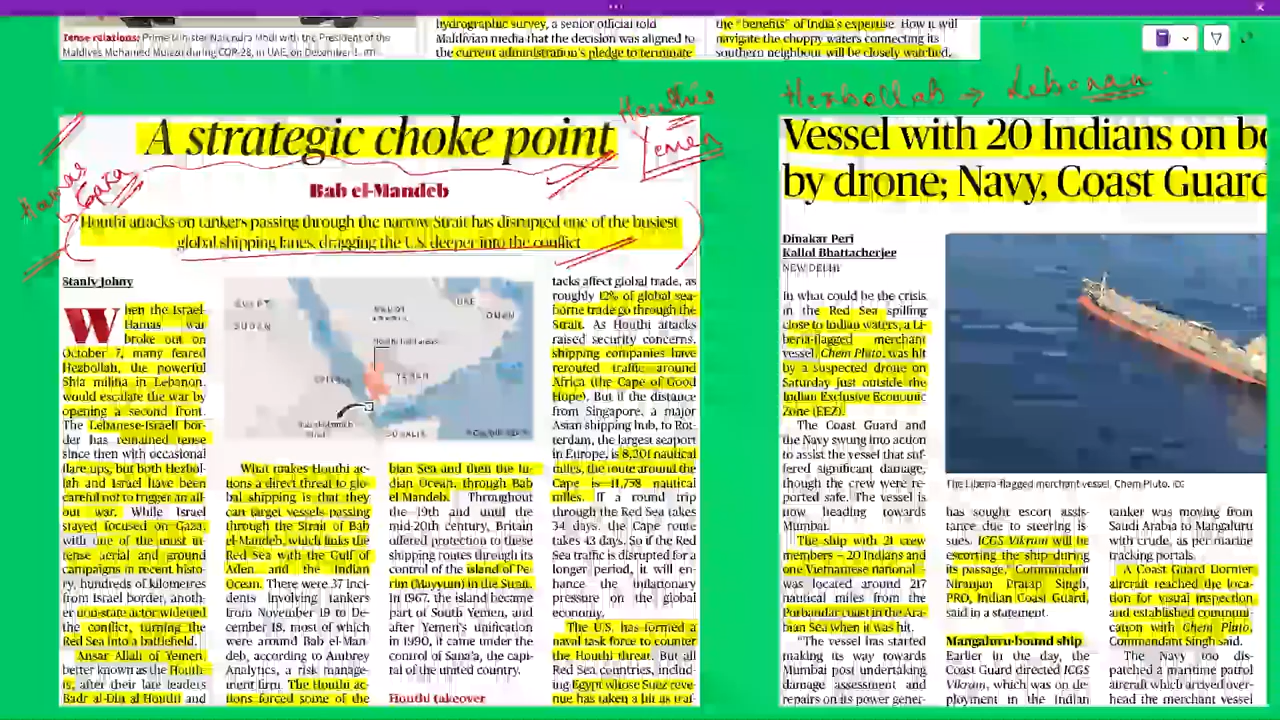 Tense relations: Prime Minister Narendra Modi with the President of the
Maldives Mohamed Muizzu during COP-28, in UAE, on December 1. PTI
hydrographic survey, a senior official told
Maldivian media that the decision was aligned to
the current administration's pledge to terminate
the "benefits" of India's expertise. How it will
navigate the choppy waters connecting its
southern neighbour will be closely watched.
Houthis
Yemen
Hamas
Gaza
Hezbollah → Lebonan
A strategic choke point
Bab el-Mandeb
Houthi attacks on tankers passing through the narrow Strait has disrupted one of the busiest
global shipping lanes, dragging the U.S. deeper into the conflict
Stanly Johny
When the Israel-
Hamas war
broke out on
October 7, many feared
Hezbollah, the powerful
Shia militia in Lebanon,
would escalate the war by
opening a second front.
The Lebanese-Israeli bor-
der has remained tense
since then with occasional
flare-ups, but both Hezbol-
lah and Israel have been
careful not to trigger an all-
out war. While Israel
stayed focused on Gaza,
with one of the most in-
tense aerial and ground
campaigns in recent histo-
ry, hundreds of kilometres
from Israel border, anoth-
er non-state actor widened
the conflict, turning the
Red Sea into a battlefield.
Ansar Allah of Yemen,
better known as the Houth-
is, after their late leaders
Badr al-Din al Houthi and
EGYPT
SUDAN
SAUDI
ARABIA
UAE
OMAN
Houthi-held areas
ERITREA
YEMEN
Bab el-Mandeb
Strait
SOMALIA
What makes Houthi ac-
tions a direct threat to glo-
bal shipping is that they
can target vessels passing
through the Strait of Bab
el-Mandeb, which links the
Red Sea with the Gulf of
Aden and the Indian
Ocean. There were 37 inci-
dents involving tankers
from November 19 to De-
cember 18, most of which
were around Bab el-Man-
deb, according to Aubrey
Analytics, a risk manage-
ment firm. The Houthi ac-
tions forced some of the
bian Sea and then the In-
dian Ocean, through Bab
el-Mandeb. Throughout
the 19th and until the
mid-20th century, Britain
offered protection to these
shipping routes through its
control of the island of Pe-
rim (Mayyun) in the Strait.
In 1967, the island became
part of South Yemen, and
after Yemen's unification
in 1990, it came under the
control of Sana'a, the capi-
tal of the united country.
Houthi takeover
tacks affect global trade, as
roughly 12% of global sea-
borne trade go through the
Strait. As Houthi attacks
raised security concerns,
shipping companies have
rerouted traffic around
Africa (the Cape of Good
Hope). But if the distance
from Singapore, a major
Asian shipping hub, to Rot-
terdam, the largest seaport
in Europe, is 8,201 nautical
miles, the route around the
Cape is 11,758 nautical
miles. If a round trip
through the Red Sea takes
34 days, the Cape route
takes 43 days. So if the Red
Sea traffic is disrupted for a
longer period, it will en-
hance the inflationary
pressure on the global
economy.
The U.S. has formed a
naval task force to counter
the Houthi threat. But all
Red Sea countries, includ-
ing Egypt whose Suez reve-
nue has taken a hit as traf-
Vessel with 20 Indians on bo
by drone; Navy, Coast Guard
Dinakar Peri
Kallol Bhattacherjee
NEW DELHI
In what could be the crisis
in the Red Sea spilling
close to Indian waters, a Li-
beria-flagged merchant
vessel, Chem Pluto, was hit
by a suspected drone on
Saturday just outside the
Indian Exclusive Economic
Zone (EEZ).
The Coast Guard and
the Navy swung into action
to assist the vessel that suf-
fered significant damage,
though the crew were re-
ported safe. The vessel is
now heading towards
Mumbai.
The ship with 21 crew
members – 20 Indians and
one Vietnamese national –
was located around 217
nautical miles from the
Porbandar coast in the Ara-
bian Sea when it was hit.
"The vessel has started
making its way towards
Mumbai post undertaking
damage assessment and
repairs on its power gener-
The Liberia-flagged merchant vessel, Chem Pluto.
has sought escort assis-
tance due to steering is-
sues. ICGS Vikram will be
escorting the ship during
its passage," Commandant
Niranjan Pratap Singh,
PRO, Indian Coast Guard,
said in a statement.
Mangaluru-bound ship
Earlier in the day, the
Coast Guard directed ICGS
Vikram, which was on de-
ployment in the Indian
tanker was moving from
Saudi Arabia to Mangaluru
with crude, as per marine
tracking portals.
A Coast Guard Dornier
aircraft reached the loca-
tion for visual inspection
and established communi-
cation with Chem Pluto,
Commandant Singh said.
The Navy too dis-
patched a maritime patrol
aircraft which arrived over-
head the merchant vessel